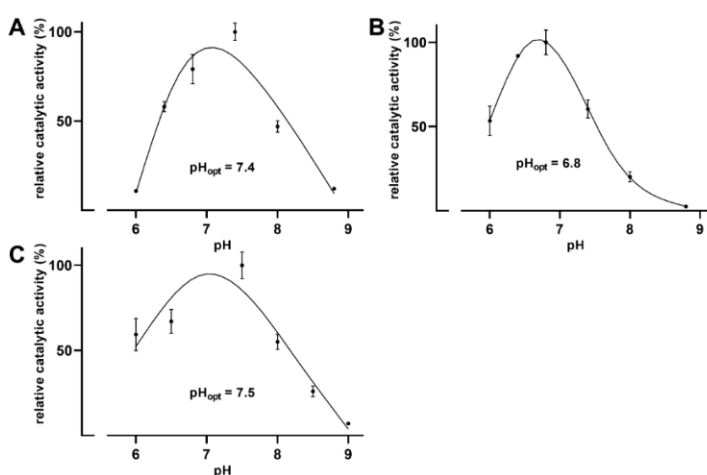 A
relative catalytic activity (%)
100
50
pHopt = 7.4
6 7 8 9
pH
B
relative catalytic activity (%)
100
50
pHopt = 6.8
6 7 8 9
pH
C
relative catalytic activity (%)
100
50
pHopt = 7.5
6 7 8 9
pH